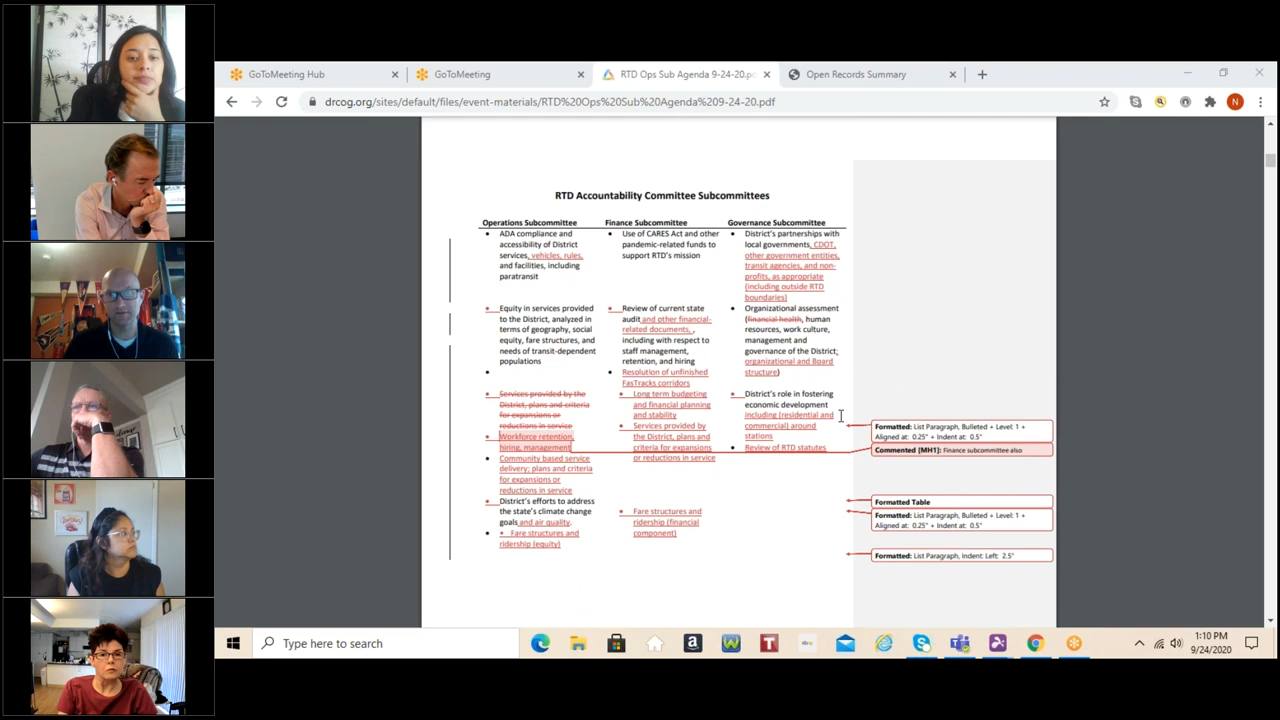 GoToMeeting Hub
GoToMeeting
RTD Ops Sub Agenda 9-24-20.p
Open Records Summary
drcog.org/sites/default/files/event-materials/RTD%20Ops%20Sub%20Agenda%209-24-20.pdf
N
RTD Accountability Committee Subcommittees
Operations Subcommittee
• ADA compliance and
accessibility of District
services, vehicles, rules,
and facilities, including
paratransit
• Equity in services provided
to the District, analyzed in
terms of geography, social
equity, fare structures, and
needs of transit-dependent
populations
•
• Services provided by the
District, plans and criteria
for expansions or
reductions in service
• Workforce retention,
hiring, management
• Community based service
delivery; plans and criteria
for expansions or
reductions in service
• District's efforts to address
the state's climate change
goals and air quality.
• • Fare structures and
ridership (equity)
Finance Subcommittee
• Use of CARES Act and other
pandemic-related funds to
support RTD's mission
• Review of current state
audit and other financial-
related documents, ,
including with respect to
staff management,
retention, and hiring
• Resolution of unfinished
FasTracks corridors
• Long term budgeting
and financial planning
and stability
• Services provided by
the District, plans and
criteria for expansions
or reductions in service
• Fare structures and
ridership (financial
component)
Governance Subcommittee
• District's partnerships with
local governments, CDOT,
other government entities,
transit agencies, and non-
profits, as appropriate
(including outside RTD
boundaries)
Organizational assessment
(financial health, human
resources, work culture,
management and
governance of the District;
organizational and Board
structure)
• District's role in fostering
economic development
Including (residential and
commercial) around
stations
• Review of RTD statutes
Formatted: List Paragraph, Bulleted + Level: 1 +
Aligned at: 0.25" + Indent at: 0.5"
Commented [MH1]: Finance subcommittee also
Formatted Table
Formatted: List Paragraph, Bulleted + Level: 1 +
Aligned at: 0.25" + Indent at: 0.5"
Formatted: List Paragraph, Indent: Left: 2.5"
Type here to search
1:10 PM
9/24/2020